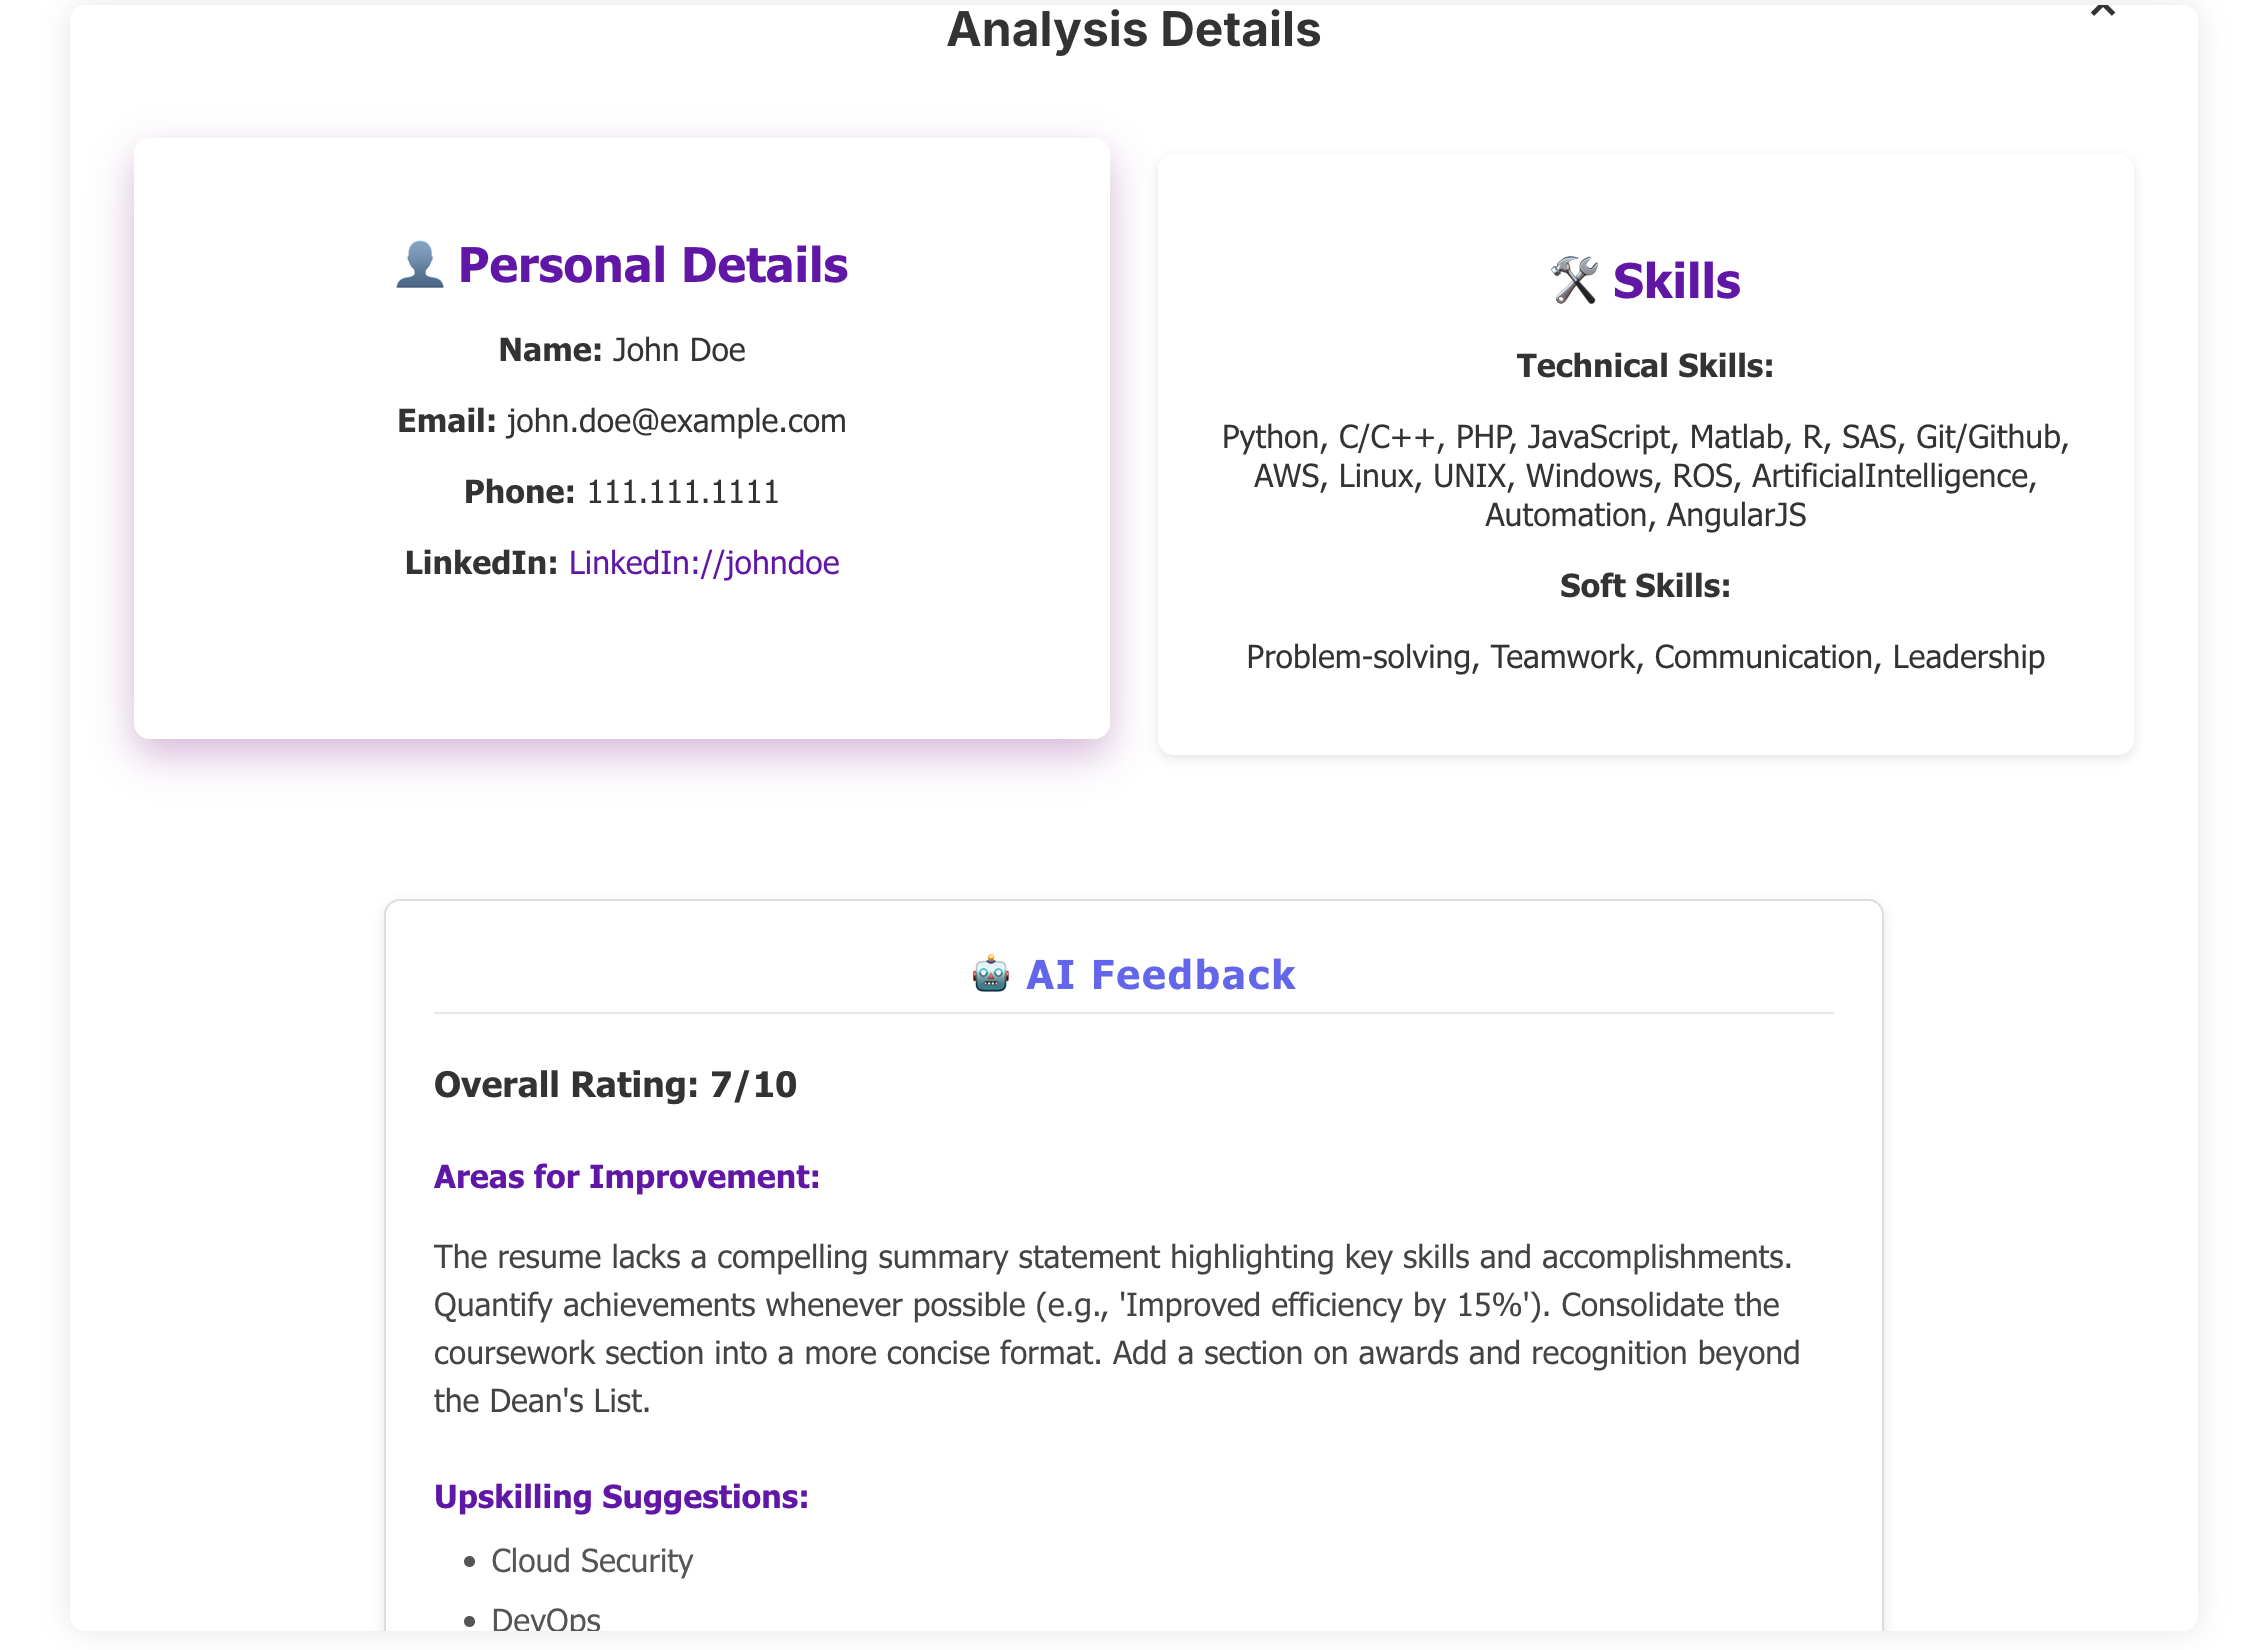 Analysis Details
Personal Details
Name: John Doe
Email: john.doe@example.com
Phone: 111.111.1111
LinkedIn: LinkedIn://johndoe
Skills
Technical Skills:
Python, C/C++, PHP, JavaScript, Matlab, R, SAS, Git/Github,
AWS, Linux, UNIX, Windows, ROS, ArtificialIntelligence,
Automation, AngularJS
Soft Skills:
Problem-solving, Teamwork, Communication, Leadership
AI Feedback
Overall Rating: 7/10
Areas for Improvement:
The resume lacks a compelling summary statement highlighting key skills and accomplishments.
Quantify achievements whenever possible (e.g., 'Improved efficiency by 15%'). Consolidate the
coursework section into a more concise format. Add a section on awards and recognition beyond
the Dean's List.
Upskilling Suggestions:
• Cloud Security
• DevOps